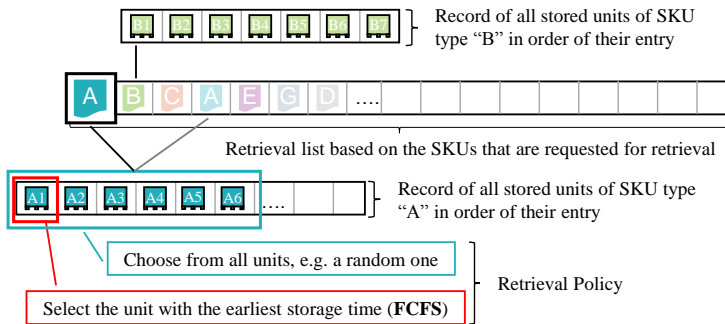 B1 B2 B3 B4 B5 B6 B7
Record of all stored units of SKU
type “B” in order of their entry
A B C A E G D ....
Retrieval list based on the SKUs that are requested for retrieval
A1 A2 A3 A4 A5 A6 ....
Record of all stored units of SKU type
“A” in order of their entry
Choose from all units, e.g. a random one
Retrieval Policy
Select the unit with the earliest storage time (FCFS)